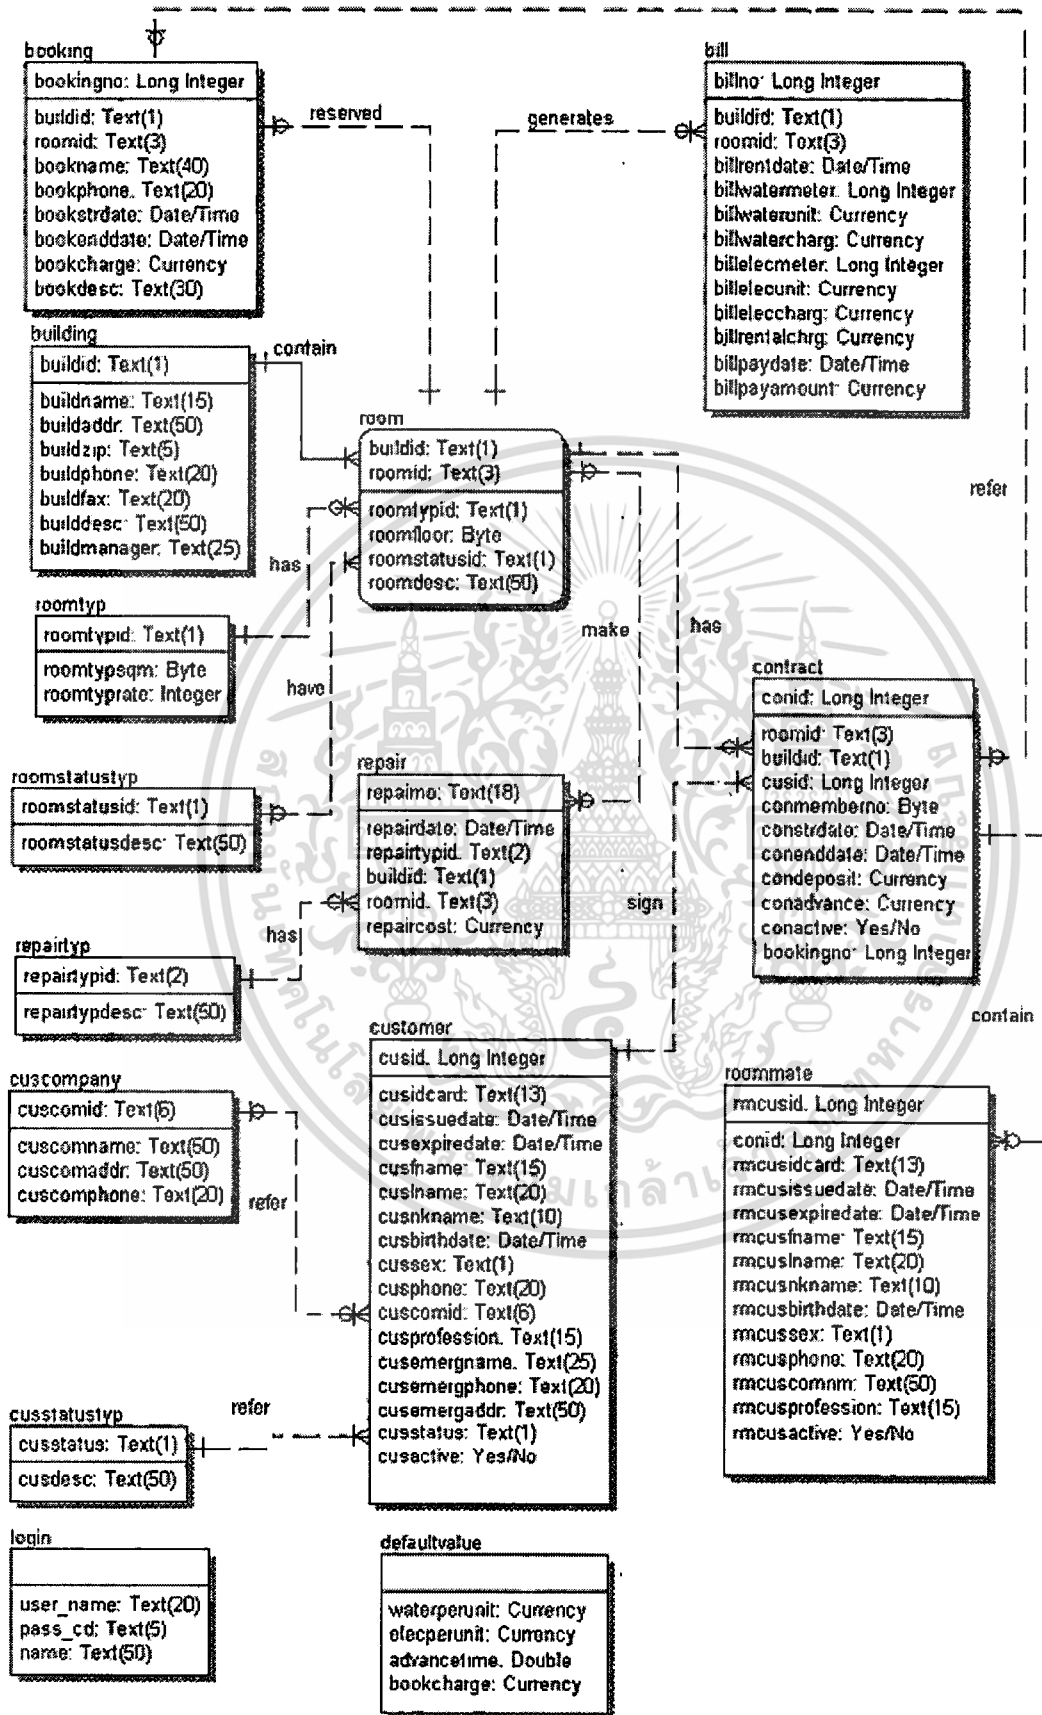 booking
bookingno: Long Integer
buildid: Text(1)
roomid: Text(3)
bookname: Text(40)
bookphone. Text(20)
bookstrdate: Date/Time
bookenddate: Date/Time
bookcharge: Currency
bookdesc: Text(30)
reserved
generates
bill
billno: Long Integer
buildid: Text(1)
roomid: Text(3)
billrentdate: Date/Time
billwatermeter. Long Integer
billwaterunit: Currency
billwatercharg: Currency
billelecmeter: Long Integer
billelecunit: Currency
billeleccharg: Currency
billrentalchrg: Currency
billpaydate: Date/Time
billpayamount: Currency
building
buildid: Text(1)
buildname: Text(15)
buildaddr. Text(50)
buildzip: Text(5)
buildphone: Text(20)
buildfax: Text(20)
builddesc: Text(50)
buildmanager: Text(25)
contain
room
buildid: Text(1)
roomid: Text(3)
roomtypid: Text(1)
roomfloor: Byte
roomstatusid: Text(1)
roomdesc: Text(50)
refer
has
roomtyp
roomtypid: Text(1)
roomtypsqm: Byte
roomtyprate: Integer
have
make
has
contract
conid: Long Integer
roomid: Text(3)
buildid: Text(1)
cusid: Long Integer
conmemberno: Byte
constrdate: Date/Time
conenddate: Date/Time
condeposit: Currency
conadvance: Currency
conactive: Yes/No
bookingno: Long Integer
roomstatustyp
roomstatusid: Text(1)
roomstatusdesc: Text(50)
repair
repairno: Text(18)
repairdate: Date/Time
repairtypid. Text(2)
buildid: Text(1)
roomid. Text(3)
repaircost: Currency
sign
has
repairtyp
repairtypid: Text(2)
repairtypdesc: Text(50)
contain
customer
cusid. Long Integer
cusidcard: Text(13)
cusissuedate: Date/Time
cusexpiredate: Date/Time
cusfname: Text(15)
cuslname: Text(20)
cusnkname: Text(10)
cusbirthdate: Date/Time
cussex: Text(1)
cusphone: Text(20)
cuscomid: Text(6)
cusprofession. Text(15)
cusemergname. Text(25)
cusemergphone: Text(20)
cusemergaddr. Text(50)
cusstatus: Text(1)
cusactive: Yes/No
cuscompany
cuscomid: Text(6)
cuscomname: Text(50)
cuscomaddr: Text(50)
cuscomphone: Text(20)
refer
roommate
rmcusid. Long Integer
conid: Long Integer
rmcusidcard: Text(13)
rmcusissuedate: Date/Time
rmcusexpiredate: Date/Time
rmcusfname: Text(15)
rmcuslname: Text(20)
rmcusnkname: Text(10)
rmcusbirthdate: Date/Time
rmcussex: Text(1)
rmcusphone: Text(20)
rmcuscomnm: Text(50)
rmcusprofession: Text(15)
rmcusactive: Yes/No
cusstatustyp
cusstatus: Text(1)
cusdesc: Text(50)
refer
login
user_name: Text(20)
pass_cd: Text(5)
name: Text(50)
defaultvalue
waterperunit: Currency
elecperunit: Currency
advancetime. Double
bookcharge: Currency